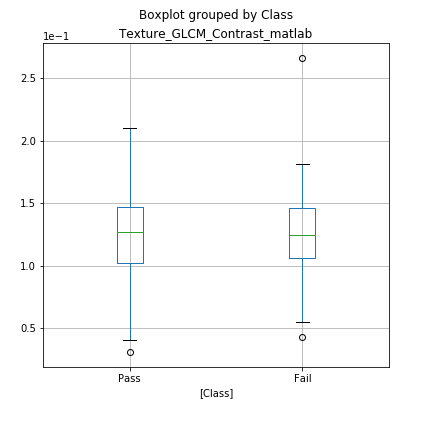 Boxplot grouped by Class
Texture_GLCM_Contrast_matlab
1e−1
2.5
2.0
1.5
1.0
0.5
Pass
Fail
[Class]